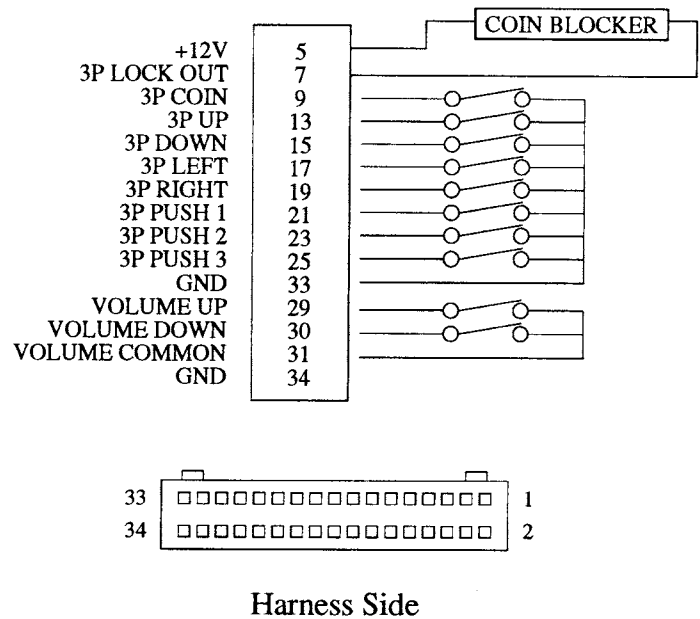 COIN BLOCKER
+12V 5
3P LOCK OUT 7
3P COIN 9
3P UP 13
3P DOWN 15
3P LEFT 17
3P RIGHT 19
3P PUSH 1 21
3P PUSH 2 23
3P PUSH 3 25
GND 33
VOLUME UP 29
VOLUME DOWN 30
VOLUME COMMON 31
GND 34
33 1
34 2
Harness Side